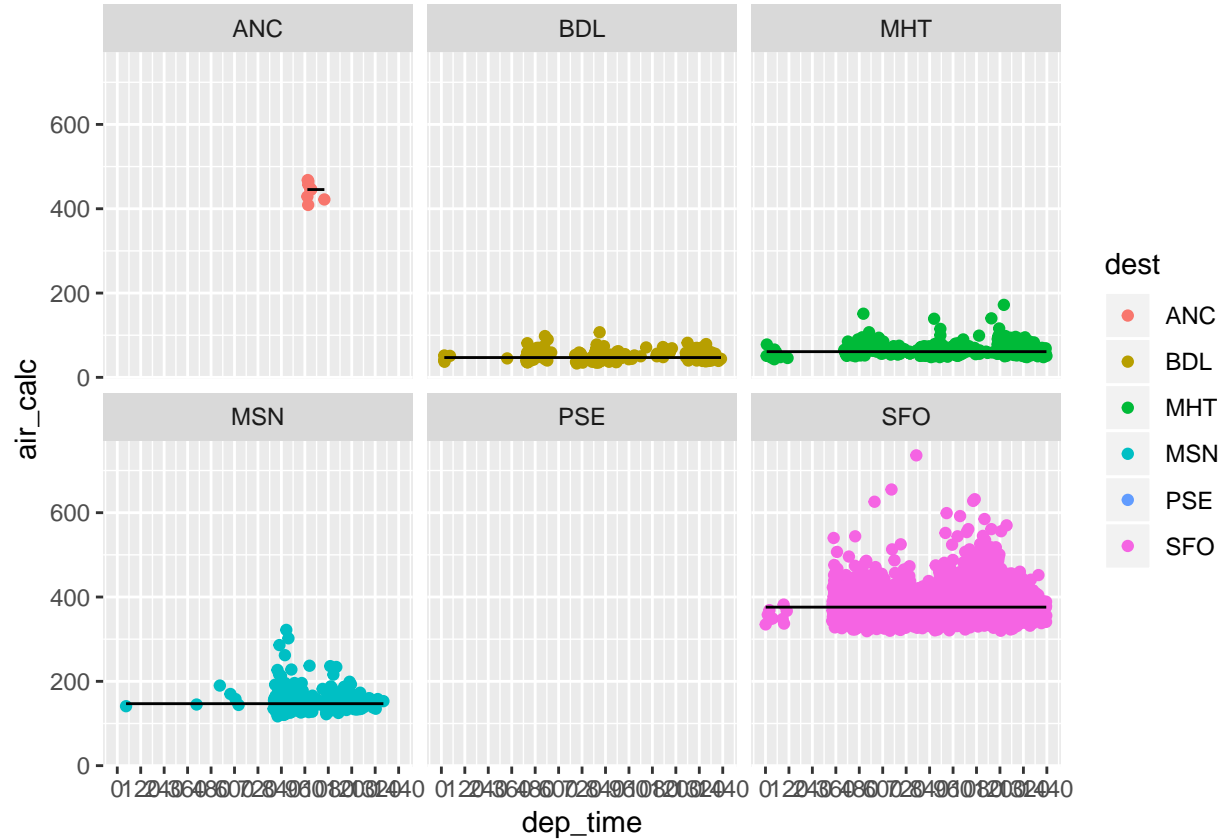 ANC BDL MHT
600
400
200
0
MSN PSE SFO
600
400
200
0
air_calc
dep_time
dest
ANC
BDL
MHT
MSN
PSE
SFO